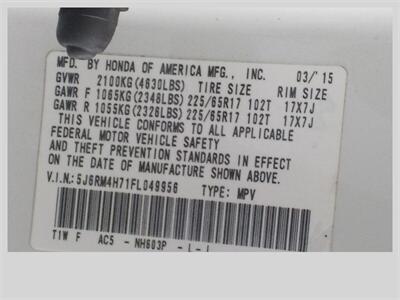 MFD. BY HONDA OF AMERICA MFG., INC. 03/'15
GVWR 2100KG(4630LBS) TIRE SIZE RIM SIZE
GAWR F 1065KG(2348LBS) 225/65R17 102T 17X7J
GAWR R 1055KG(2326LBS) 225/65R17 102T 17X7J
THIS VEHICLE CONFORMS TO ALL APPLICABLE
FEDERAL MOTOR VEHICLE SAFETY
AND THEFT PREVENTION STANDARDS IN EFFECT
ON THE DATE OF MANUFACTURE SHOWN ABOVE.
V.I.N.:5J6RM4H71FL049956 TYPE: MPV
T1W F AC5 - NH603P - L - I